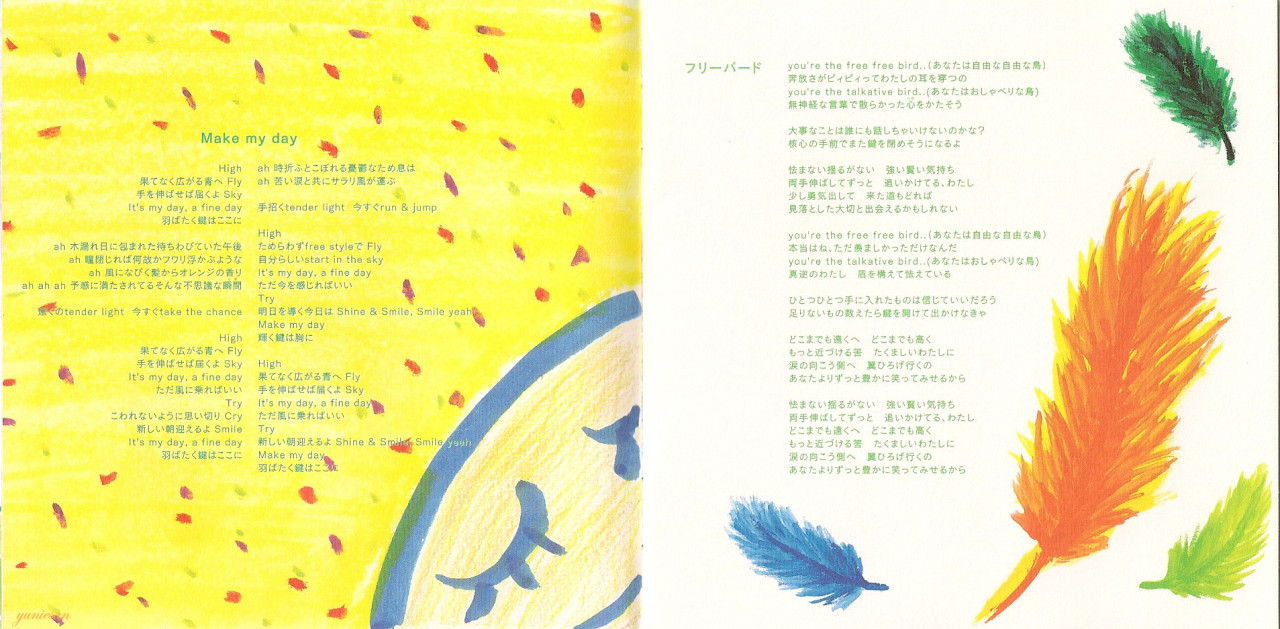 Make my day
High
果てなく広がる青へ Fly
手を伸ばせば届くよ Sky
It's my day, a fine day
羽ばたく鍵はここに
ah 木漏れ日に包まれた待ちわびていた午後
ah 瞳閉じれば何故かフワリ浮かぶような
ah 風になびく髪からオレンジの香り
ah ah ah 予感に満たされてるそんな不思議な瞬間
のtender light 今すぐtake the chance
High
果てなく広がる青へ Fly
手を伸ばせば届くよ Sky
It's my day, a fine day
ただ風に乗ればいい
Try
こわれないように思い切り Cry
新しい朝迎えるよ Smile
It's my day, a fine day
羽ばたく鍵はここに
ah 時折ふとこぼれる憂鬱なため息は
ah 苦い涙と共にサラリ風が運ぶ
手招くtender light 今すぐrun & jump
High
ためらわずfree styleで Fly
自分らしいstart in the sky
It's my day, a fine day
ただ今を感じればいい
Try
明日を導く今日は Shine & Smile, Smile yeah
Make my day
輝く鍵は胸に
High
果てなく広がる青へ Fly
手を伸ばせば届くよ Sky
It's my day, a fine day
ただ風に乗ればいい
Try
新しい朝迎えるよ Shine & Smile, Smile yeah
Make my day
羽ばたく鍵はここに
フリーバード
you're the free free bird..(あなたは自由な自由な鳥)
奔放さがピィピィってわたしの耳を穿つの
you're the talkative bird..(あなたはおしゃべりな鳥)
無神経な言葉で散らかった心をかたそう
大事なことは誰にも話しちゃいけないのかな?
核心の手前でまた鍵を閉めそうになるよ
怯まない揺るがない 強い賢い気持ち
両手伸ばしてずっと 追いかけてる、わたし
少し勇気出して 来た道もどれば
見落とした大切と出会えるかもしれない
you're the free free bird..(あなたは自由な自由な鳥)
本当はね、ただ羨ましかっただけなんだ
you're the talkative bird..(あなたはおしゃべりな鳥)
真逆のわたし 盾を構えて怯えている
ひとつひとつ手に入れたものは信じていいだろう
足りないもの数えたら鍵を開けて出かけなきゃ
どこまでも遠くへ どこまでも高く
もっと近づける筈 たくましいわたしに
涙の向こう側へ 翼ひろげ行くの
あなたよりずっと豊かに笑ってみせるから
怯まない揺るがない 強い賢い気持ち
両手伸ばしてずっと 追いかけてる、わたし
どこまでも遠くへ どこまでも高く
もっと近づける筈 たくましいわたしに
涙の向こう側へ 翼ひろげ行くの
あなたよりずっと豊かに笑ってみせるから